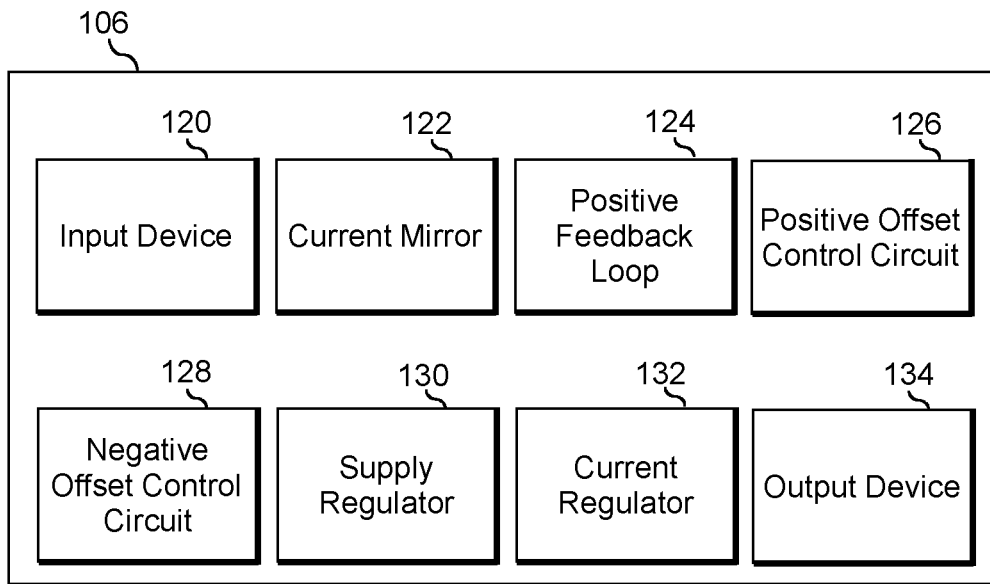 106
120
122
124
126
Input Device
Current Mirror
Positive
Feedback
Loop
Positive Offset
Control Circuit
128
130
132
134
Negative
Offset Control
Circuit
Supply
Regulator
Current
Regulator
Output Device